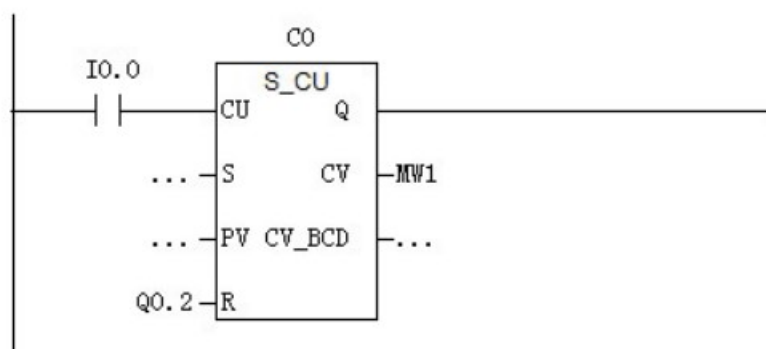 C0
I0.0
S_CU
CU Q
... S CV MW1
... PV CV_BCD ...
Q0.2 R